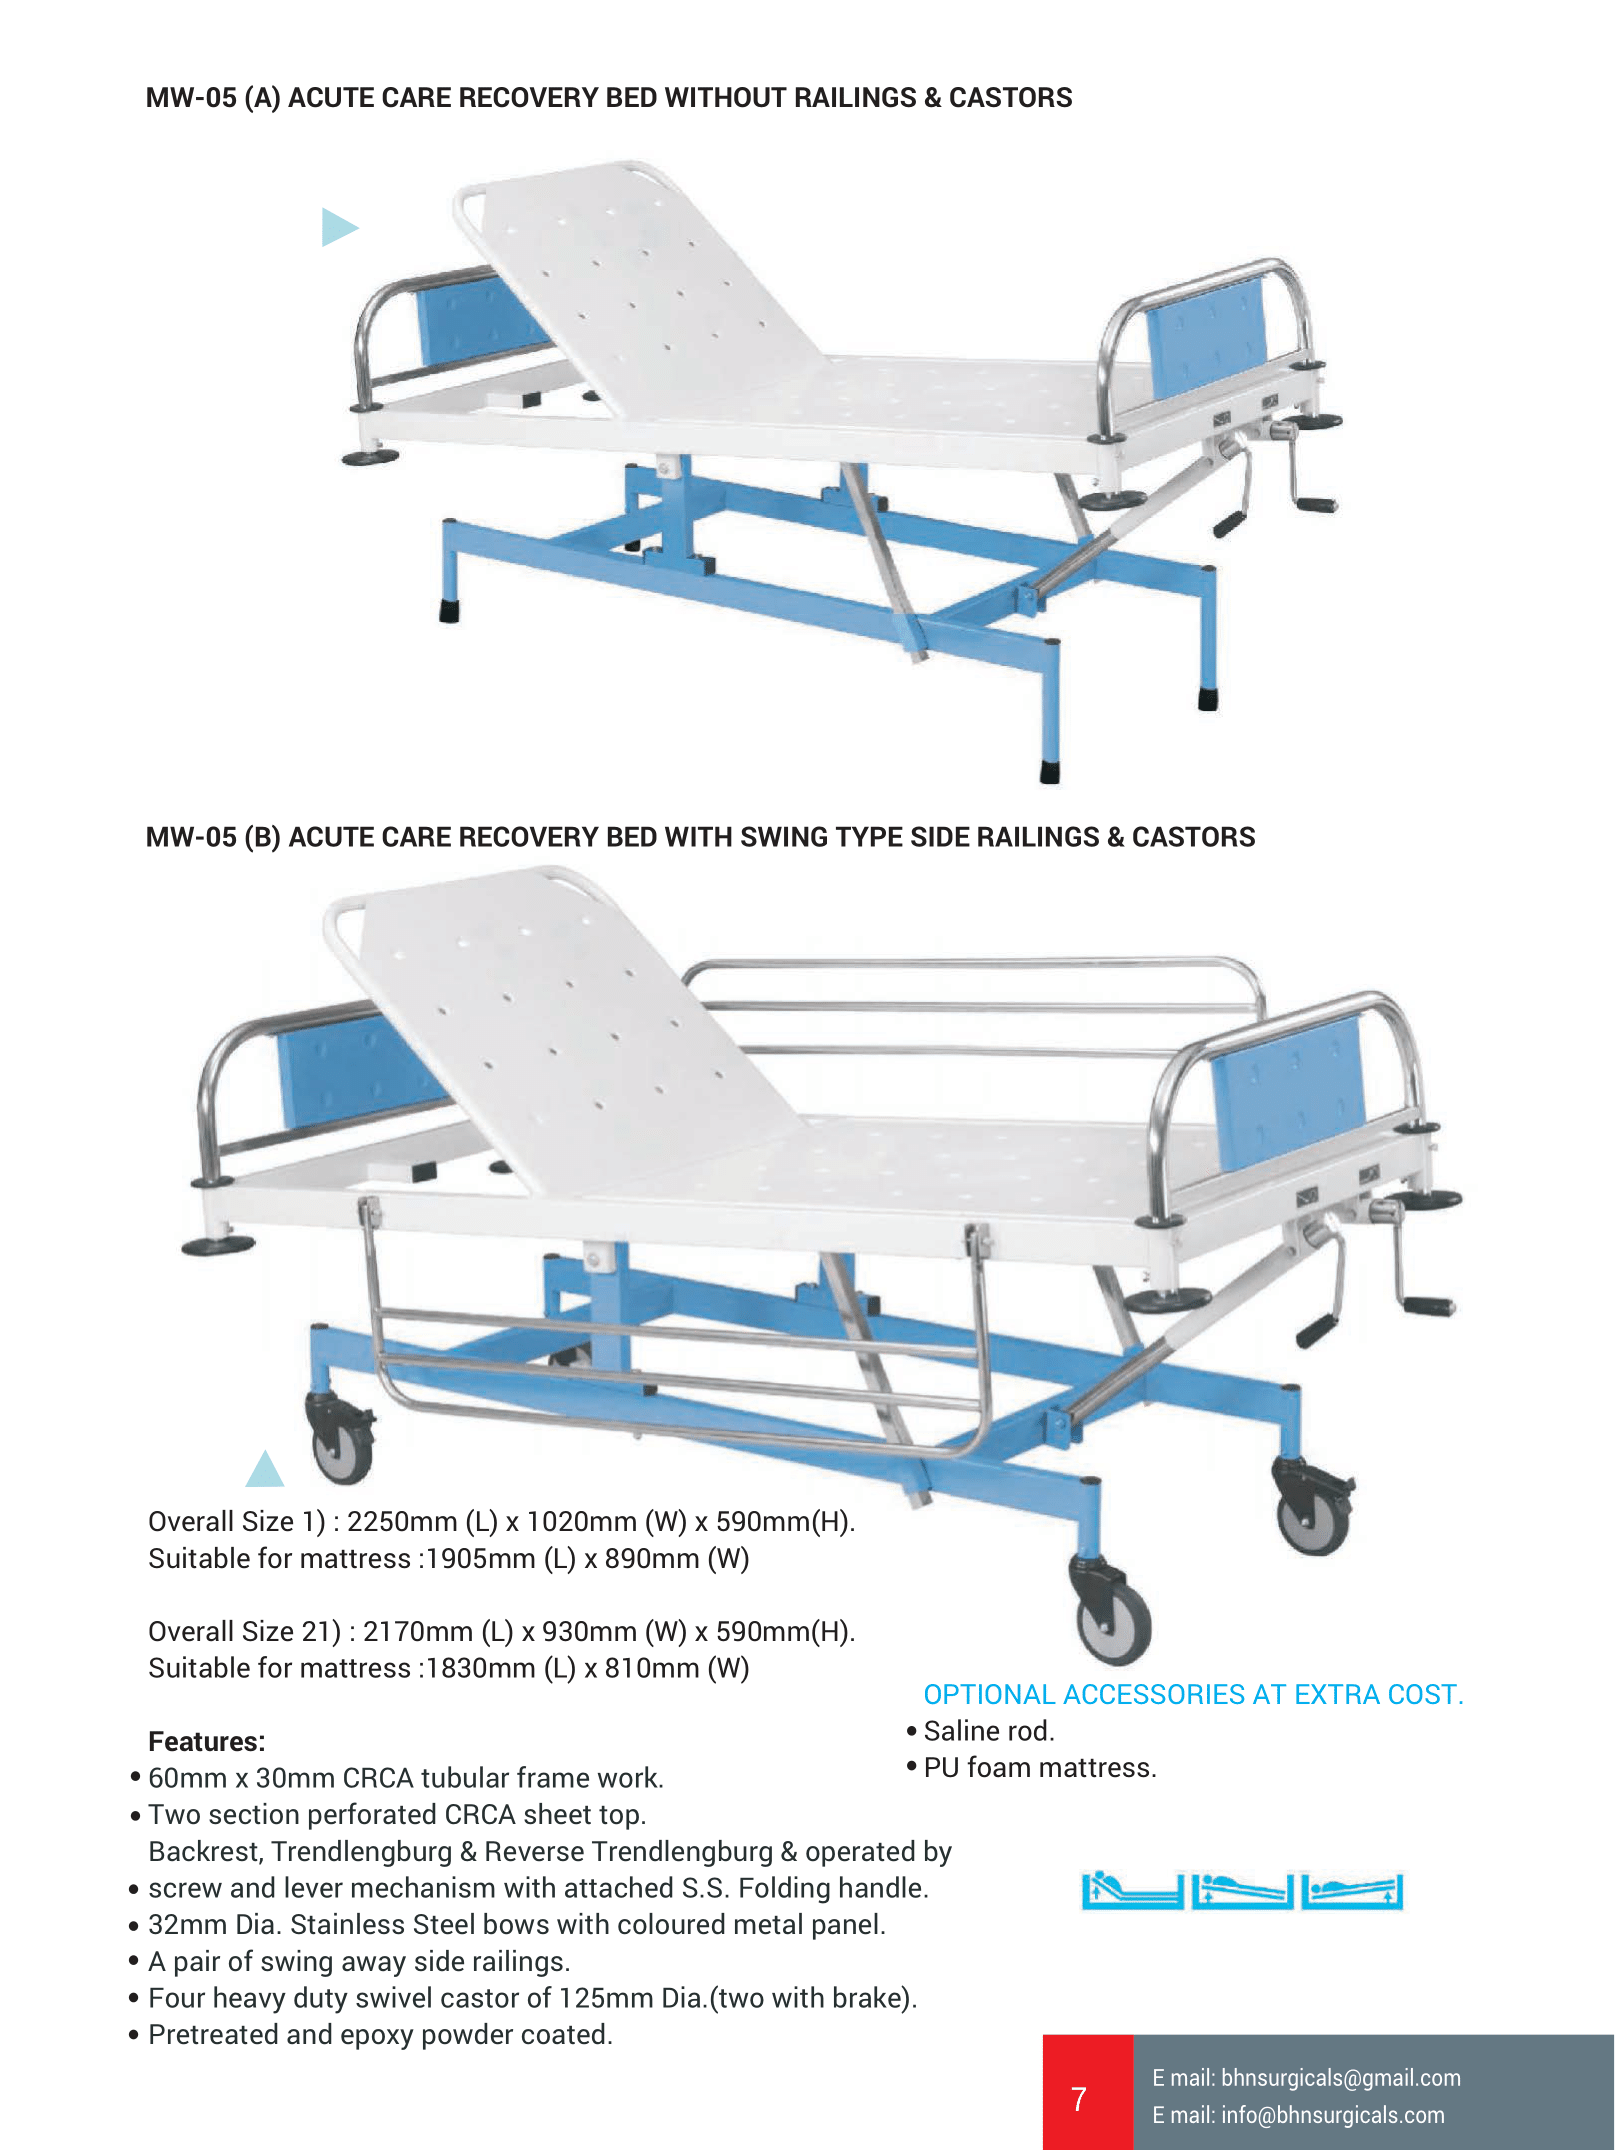 MW-05 (A) ACUTE CARE RECOVERY BED WITHOUT RAILINGS & CASTORS
MW-05 (B) ACUTE CARE RECOVERY BED WITH SWING TYPE SIDE RAILINGS & CASTORS
Overall Size 1) : 2250mm (L) x 1020mm (W) x 590mm(H).
Suitable for mattress :1905mm (L) x 890mm (W)
Overall Size 21) : 2170mm (L) x 930mm (W) x 590mm(H).
Suitable for mattress :1830mm (L) x 810mm (W)
Features:
• 60mm x 30mm CRCA tubular frame work.
• Two section perforated CRCA sheet top.
Backrest, Trendlengburg & Reverse Trendlengburg & operated by
• screw and lever mechanism with attached S.S. Folding handle.
• 32mm Dia. Stainless Steel bows with coloured metal panel.
• A pair of swing away side railings.
• Four heavy duty swivel castor of 125mm Dia.(two with brake).
• Pretreated and epoxy powder coated.
OPTIONAL ACCESSORIES AT EXTRA COST.
• Saline rod.
• PU foam mattress.
7
E mail: bhnsurgicals@gmail.com
E mail: info@bhnsurgicals.com